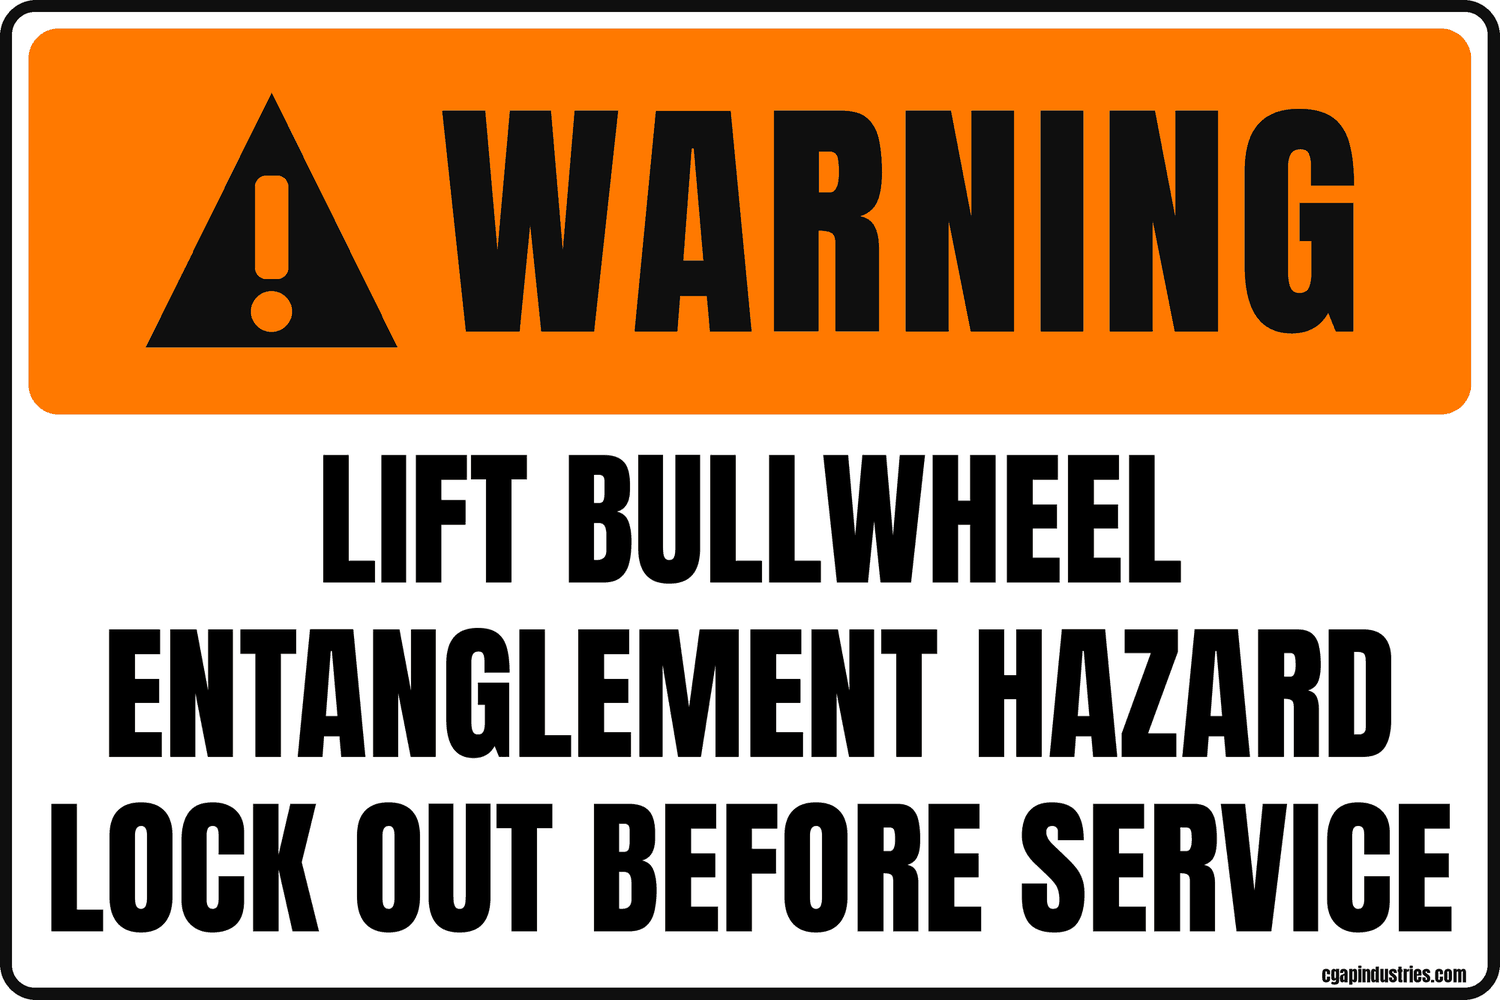 WARNING
LIFT BULLWHEEL
ENTANGLEMENT HAZARD
LOCK OUT BEFORE SERVICE
cgapindustries.com